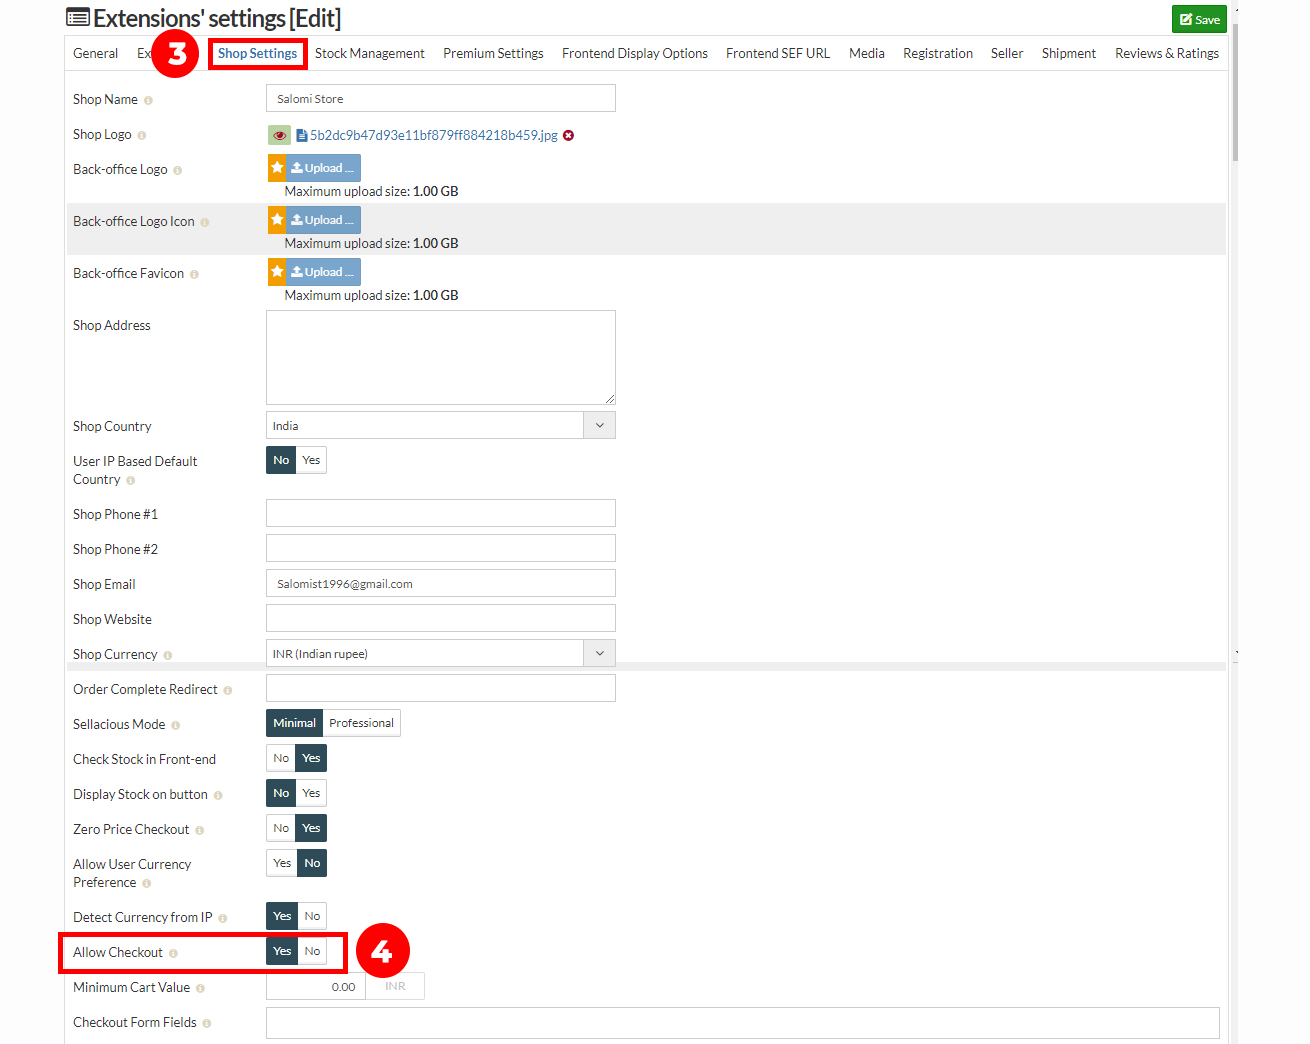 Extensions' settings [Edit]
Save
General Ex 3 Shop Settings Stock Management Premium Settings Frontend Display Options Frontend SEF URL Media Registration Seller Shipment Reviews & Ratings
Shop Name Salomi Store
Shop Logo 5b2dc9b47d93e11bf879ff884218b459.jpg
Back-office Logo Upload ...
Maximum upload size: 1.00 GB
Back-office Logo Icon Upload ...
Maximum upload size: 1.00 GB
Back-office Favicon Upload ...
Maximum upload size: 1.00 GB
Shop Address
Shop Country India
User IP Based Default No Yes
Country
Shop Phone #1
Shop Phone #2
Shop Email Salomist1996@gmail.com
Shop Website
Shop Currency INR (Indian rupee)
Order Complete Redirect
Sellacious Mode Minimal Professional
Check Stock in Front-end No Yes
Display Stock on button No Yes
Zero Price Checkout No Yes
Allow User Currency Yes No
Preference
Detect Currency from IP Yes No
Allow Checkout Yes No 4
Minimum Cart Value 0.00 INR
Checkout Form Fields